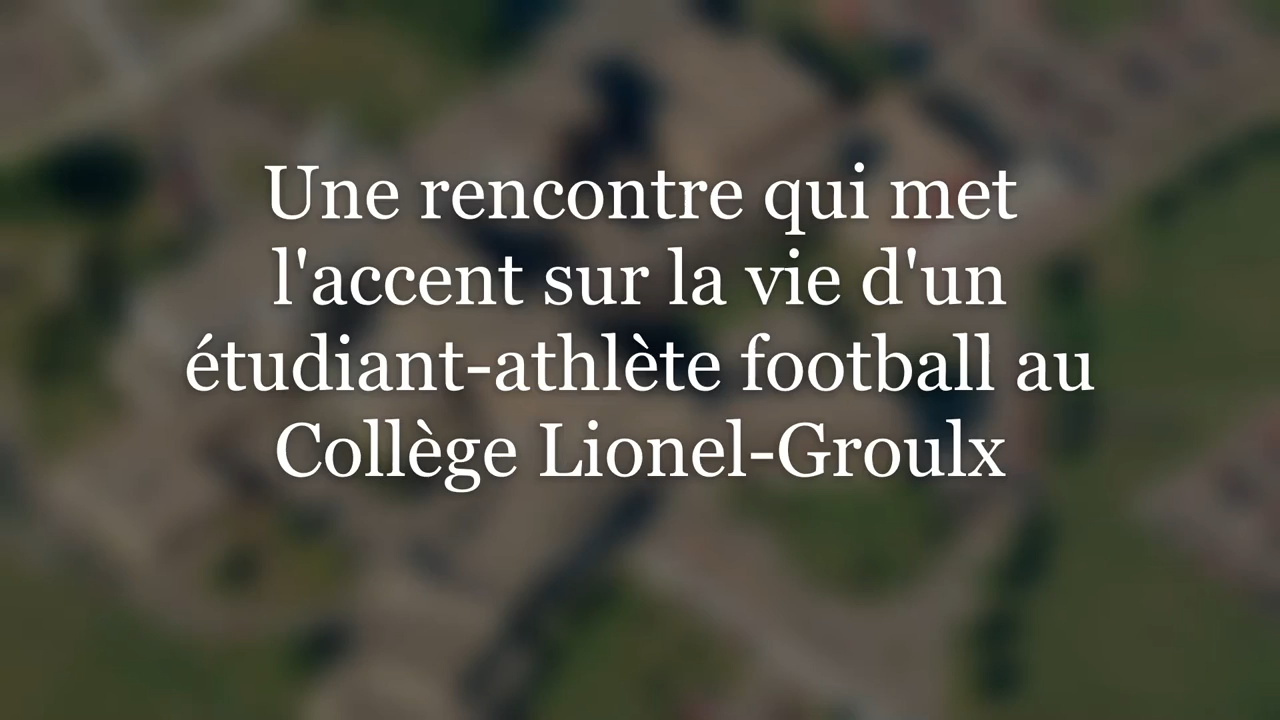 Une rencontre qui met
l'accent sur la vie d'un
étudiant-athlète football au
Collège Lionel-Groulx